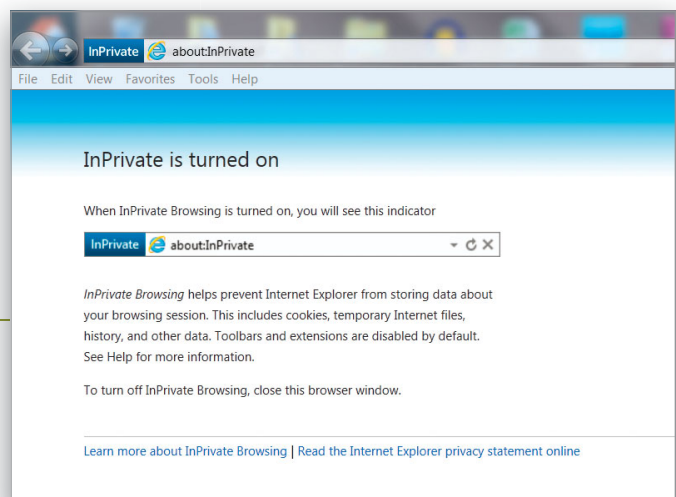 InPrivate about:InPrivate
File Edit View Favorites Tools Help
InPrivate is turned on
When InPrivate Browsing is turned on, you will see this indicator
InPrivate about:InPrivate
InPrivate Browsing helps prevent Internet Explorer from storing data about
your browsing session. This includes cookies, temporary Internet files,
history, and other data. Toolbars and extensions are disabled by default.
See Help for more information.
To turn off InPrivate Browsing, close this browser window.
Learn more about InPrivate Browsing | Read the Internet Explorer privacy statement online